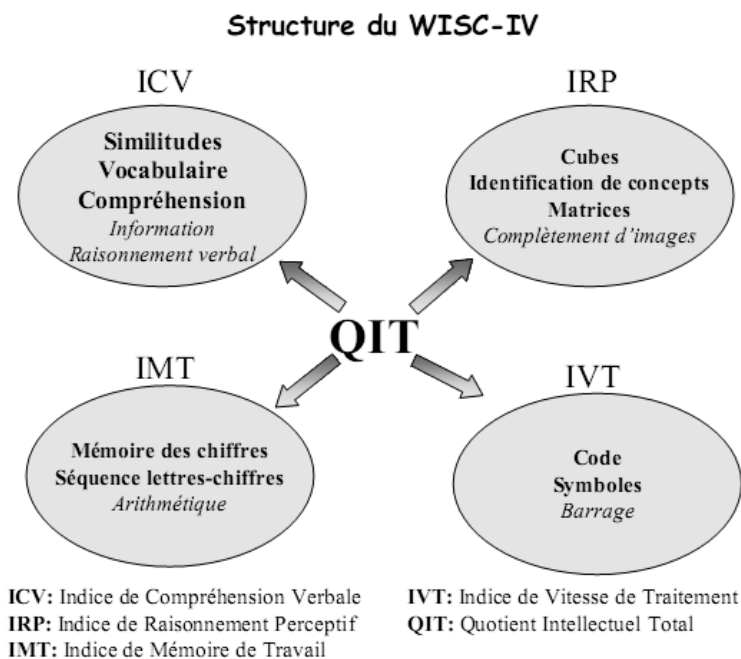 Structure du WISC-IV
ICV
Similitudes
Vocabulaire
Compréhension
Information
Raisonnement verbal
IRP
Cubes
Identification de concepts
Matrices
Complètement d'images
QIT
IMT
Mémoire des chiffres
Séquence lettres-chiffres
Arithmétique
IVT
Code
Symboles
Barrage
ICV: Indice de Compréhension Verbale
IRP: Indice de Raisonnement Perceptif
IMT: Indice de Mémoire de Travail
IVT: Indice de Vitesse de Traitement
QIT: Quotient Intellectuel Total